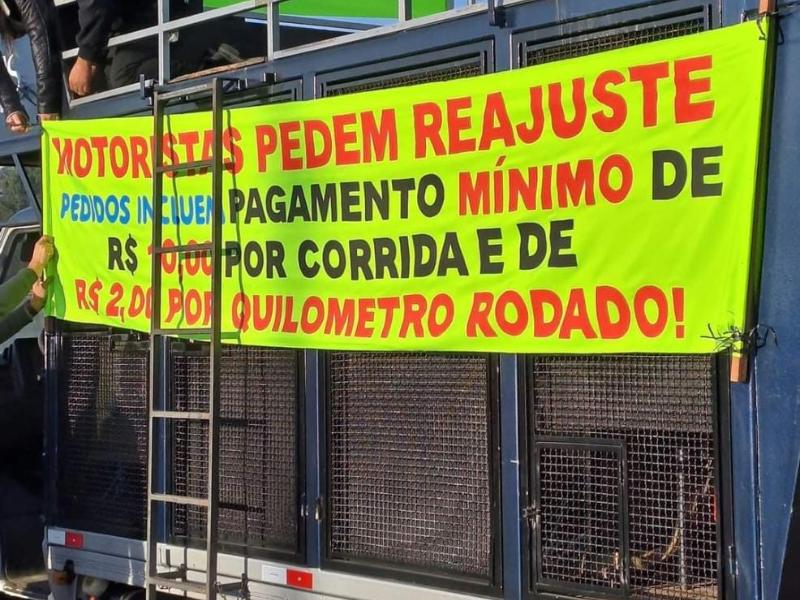 MOTORISTAS PEDEM REAJUSTE
PEDIDOS INCLUEM PAGAMENTO MÍNIMO DE
R$ 10,00 POR CORRIDA E DE
R$ 2,00 POR QUILOMETRO RODADO!